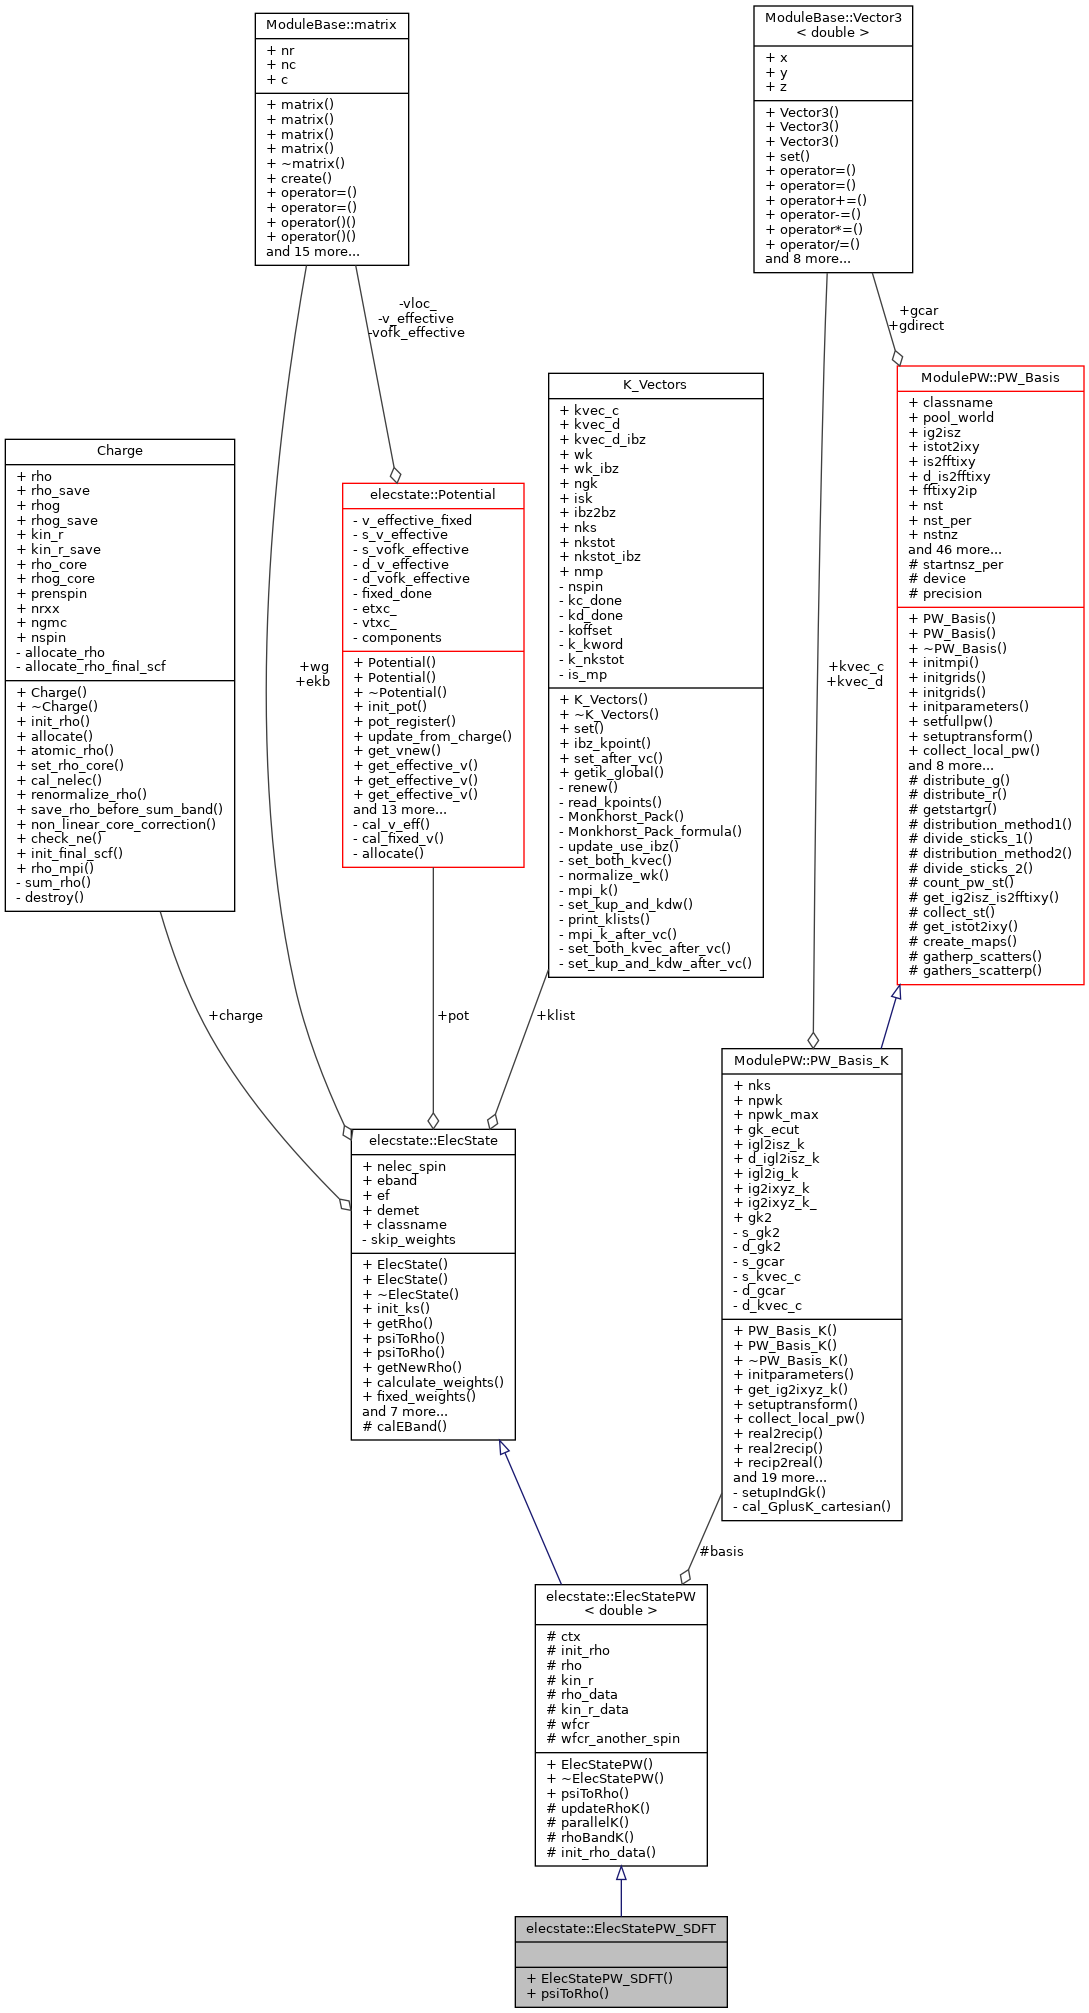 ModuleBase::matrix
+ nr
+ nc
+ c
+ matrix()
+ matrix()
+ matrix()
+ matrix()
+ ~matrix()
+ create()
+ operator=()
+ operator=()
+ operator()()
+ operator()()
and 15 more...
ModuleBase::Vector3
< double >
+ x
+ y
+ z
+ Vector3()
+ Vector3()
+ Vector3()
+ set()
+ operator=()
+ operator=()
+ operator+=()
+ operator-=()
+ operator*=()
+ operator/=()
and 8 more...
-vloc_
-v_effective
-vofk_effective
+gcar
+gdirect
K_Vectors
+ kvec_c
+ kvec_d
+ kvec_d_ibz
+ wk
+ wk_ibz
+ ngk
+ isk
+ ibz2bz
+ nks
+ nkstot
+ nkstot_ibz
+ nmp
- nspin
- kc_done
- kd_done
- koffset
- k_kword
- k_nkstot
- is_mp
+ K_Vectors()
+ ~K_Vectors()
+ set()
+ ibz_kpoint()
+ set_after_vc()
+ getik_global()
- renew()
- read_kpoints()
- Monkhorst_Pack()
- Monkhorst_Pack_formula()
- update_use_ibz()
- set_both_kvec()
- normalize_wk()
- mpi_k()
- set_kup_and_kdw()
- print_klists()
- mpi_k_after_vc()
- set_both_kvec_after_vc()
- set_kup_and_kdw_after_vc()
ModulePW::PW_Basis
+ classname
+ pool_world
+ ig2isz
+ istot2ixy
+ is2fftixy
+ d_is2fftixy
+ fftixy2ip
+ nst
+ nst_per
+ nstnz
and 46 more...
# startnsz_per
# device
# precision
+ PW_Basis()
+ PW_Basis()
+ ~PW_Basis()
+ initmpi()
+ initgrids()
+ initgrids()
+ initparameters()
+ setfullpw()
+ setuptransform()
+ collect_local_pw()
and 8 more...
# distribute_g()
# distribute_r()
# getstartgr()
# distribution_method1()
# divide_sticks_1()
# distribution_method2()
# divide_sticks_2()
# count_pw_st()
# get_ig2isz_is2fftixy()
# collect_st()
# get_istot2ixy()
# create_maps()
# gatherp_scatters()
# gathers_scatterp()
Charge
+ rho
+ rho_save
+ rhog
+ rhog_save
+ kin_r
+ kin_r_save
+ rho_core
+ rhog_core
+ prenspin
+ nrxx
+ ngmc
+ nspin
- allocate_rho
- allocate_rho_final_scf
+ Charge()
+ ~Charge()
+ init_rho()
+ allocate()
+ atomic_rho()
+ set_rho_core()
+ cal_nelec()
+ renormalize_rho()
+ save_rho_before_sum_band()
+ non_linear_core_correction()
+ check_ne()
+ init_final_scf()
+ rho_mpi()
- sum_rho()
- destroy()
elecstate::Potential
- v_effective_fixed
- s_v_effective
- s_vofk_effective
- d_v_effective
- d_vofk_effective
- fixed_done
- etxc_
- vtxc_
- components
+ Potential()
+ Potential()
+ ~Potential()
+ init_pot()
+ pot_register()
+ update_from_charge()
+ get_vnew()
+ get_effective_v()
+ get_effective_v()
+ get_effective_v()
and 13 more...
- cal_v_eff()
- cal_fixed_v()
- allocate()
+wg
+ekb
+kvec_c
+kvec_d
+charge
+pot
+klist
ModulePW::PW_Basis_K
+ nks
+ npwk
+ npwk_max
+ gk_ecut
+ igl2isz_k
+ d_igl2isz_k
+ igl2ig_k
+ ig2ixyz_k
+ ig2ixyz_k_
+ gk2
- s_gk2
- d_gk2
- s_gcar
- s_kvec_c
- d_gcar
- d_kvec_c
+ PW_Basis_K()
+ PW_Basis_K()
+ ~PW_Basis_K()
+ initparameters()
+ get_ig2ixyz_k()
+ setuptransform()
+ collect_local_pw()
+ real2recip()
+ real2recip()
+ recip2real()
and 19 more...
- setupIndGk()
- cal_GplusK_cartesian()
elecstate::ElecState
+ nelec_spin
+ eband
+ ef
+ demet
+ classname
- skip_weights
+ ElecState()
+ ElecState()
+ ~ElecState()
+ init_ks()
+ getRho()
+ psiToRho()
+ psiToRho()
+ getNewRho()
+ calculate_weights()
+ fixed_weights()
and 7 more...
# calEBand()
#basis
elecstate::ElecStatePW
< double >
# ctx
# init_rho
# rho
# kin_r
# rho_data
# kin_r_data
# wfcr
# wfcr_another_spin
+ ElecStatePW()
+ ~ElecStatePW()
+ psiToRho()
# updateRhoK()
# parallelK()
# rhoBandK()
# init_rho_data()
elecstate::ElecStatePW_SDFT
+ ElecStatePW_SDFT()
+ psiToRho()